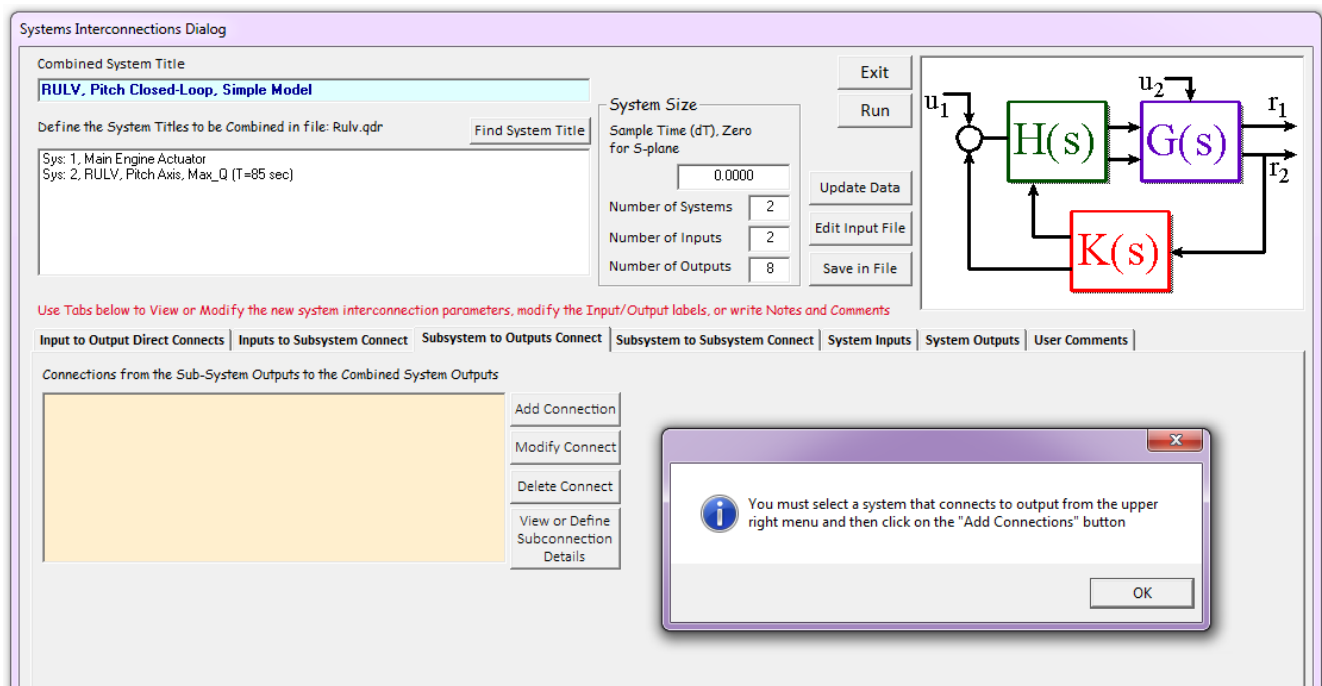 Systems Interconnections Dialog
Combined System Title
RULV, Pitch Closed-Loop, Simple Model
Define the System Titles to be Combined in file: Rulv.qdr
Find System Title
Sys: 1, Main Engine Actuator
Sys: 2, RULV, Pitch Axis, Max_Q (T=85 sec)
System Size
Sample Time (dT), Zero
for S-plane
0.0000
Number of Systems 2
Number of Inputs 2
Number of Outputs 8
Exit
Run
Update Data
Edit Input File
Save in File
u1
u2
r1
H(s)
G(s)
r2
K(s)
Use Tabs below to View or Modify the new system interconnection parameters, modify the Input/Output labels, or write Notes and Comments
Input to Output Direct Connects Inputs to Subsystem Connect Subsystem to Outputs Connect Subsystem to Subsystem Connect System Inputs System Outputs User Comments
Connections from the Sub-System Outputs to the Combined System Outputs
Add Connection
Modify Connect
Delete Connect
View or Define
Subconnection
Details
You must select a system that connects to output from the upper
right menu and then click on the "Add Connections" button
OK